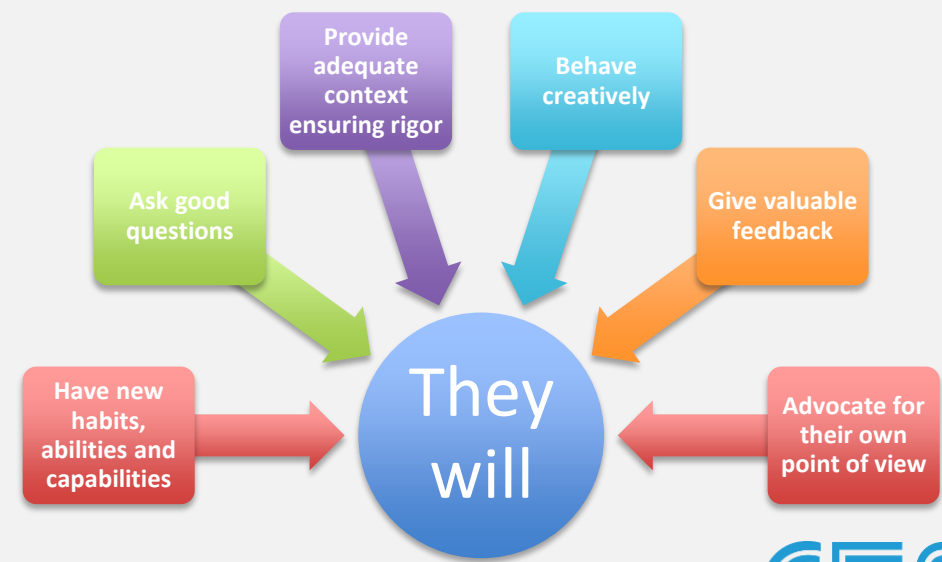 Provide
adequate
context
ensuring rigor
Behave
creatively
Ask good
questions
Give valuable
feedback
They
will
Have new
habits,
abilities and
capabilities
Advocate for
their own
point of view